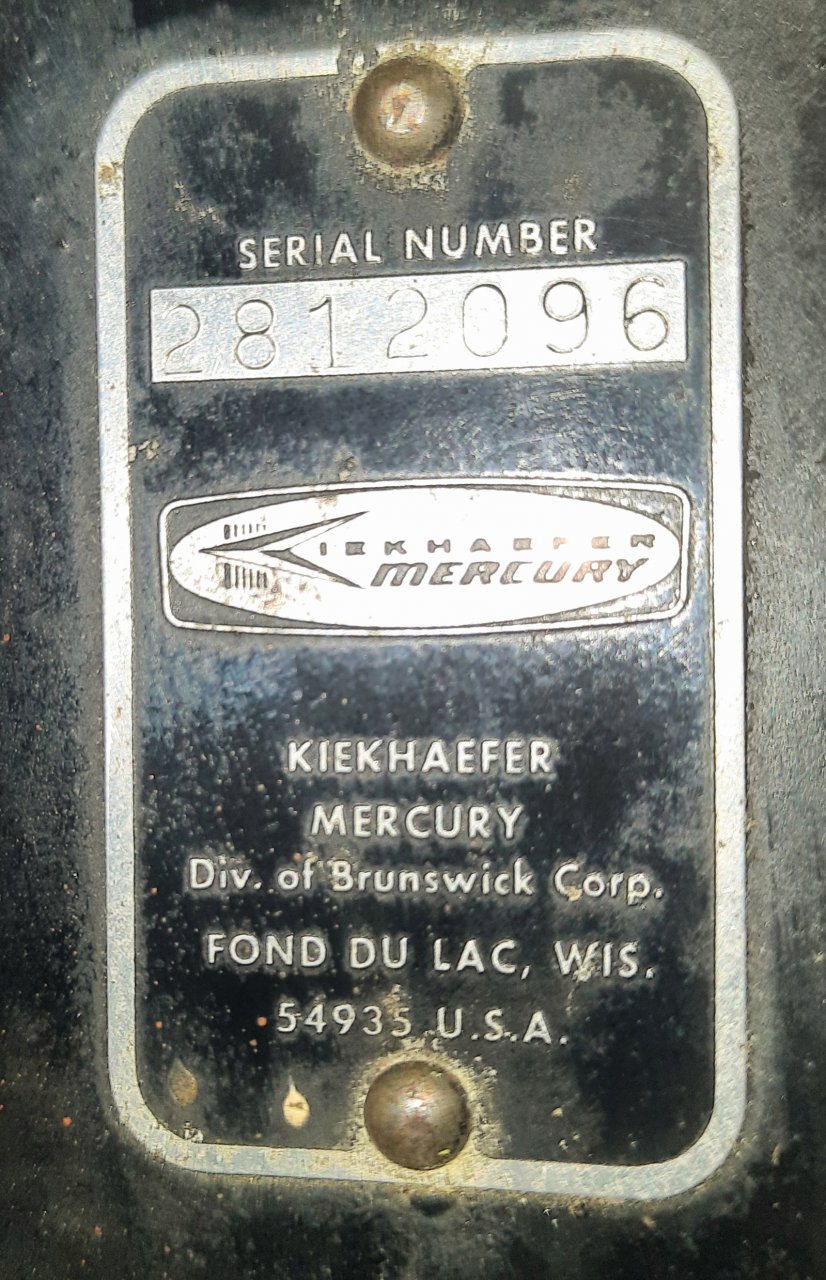 SERIAL NUMBER
2812096
KIEKHAEFER
MERCURY
KIEKHAEFER
MERCURY
Div. of Brunswick Corp.
FOND DU LAC, WIS.
54935 U.S.A.